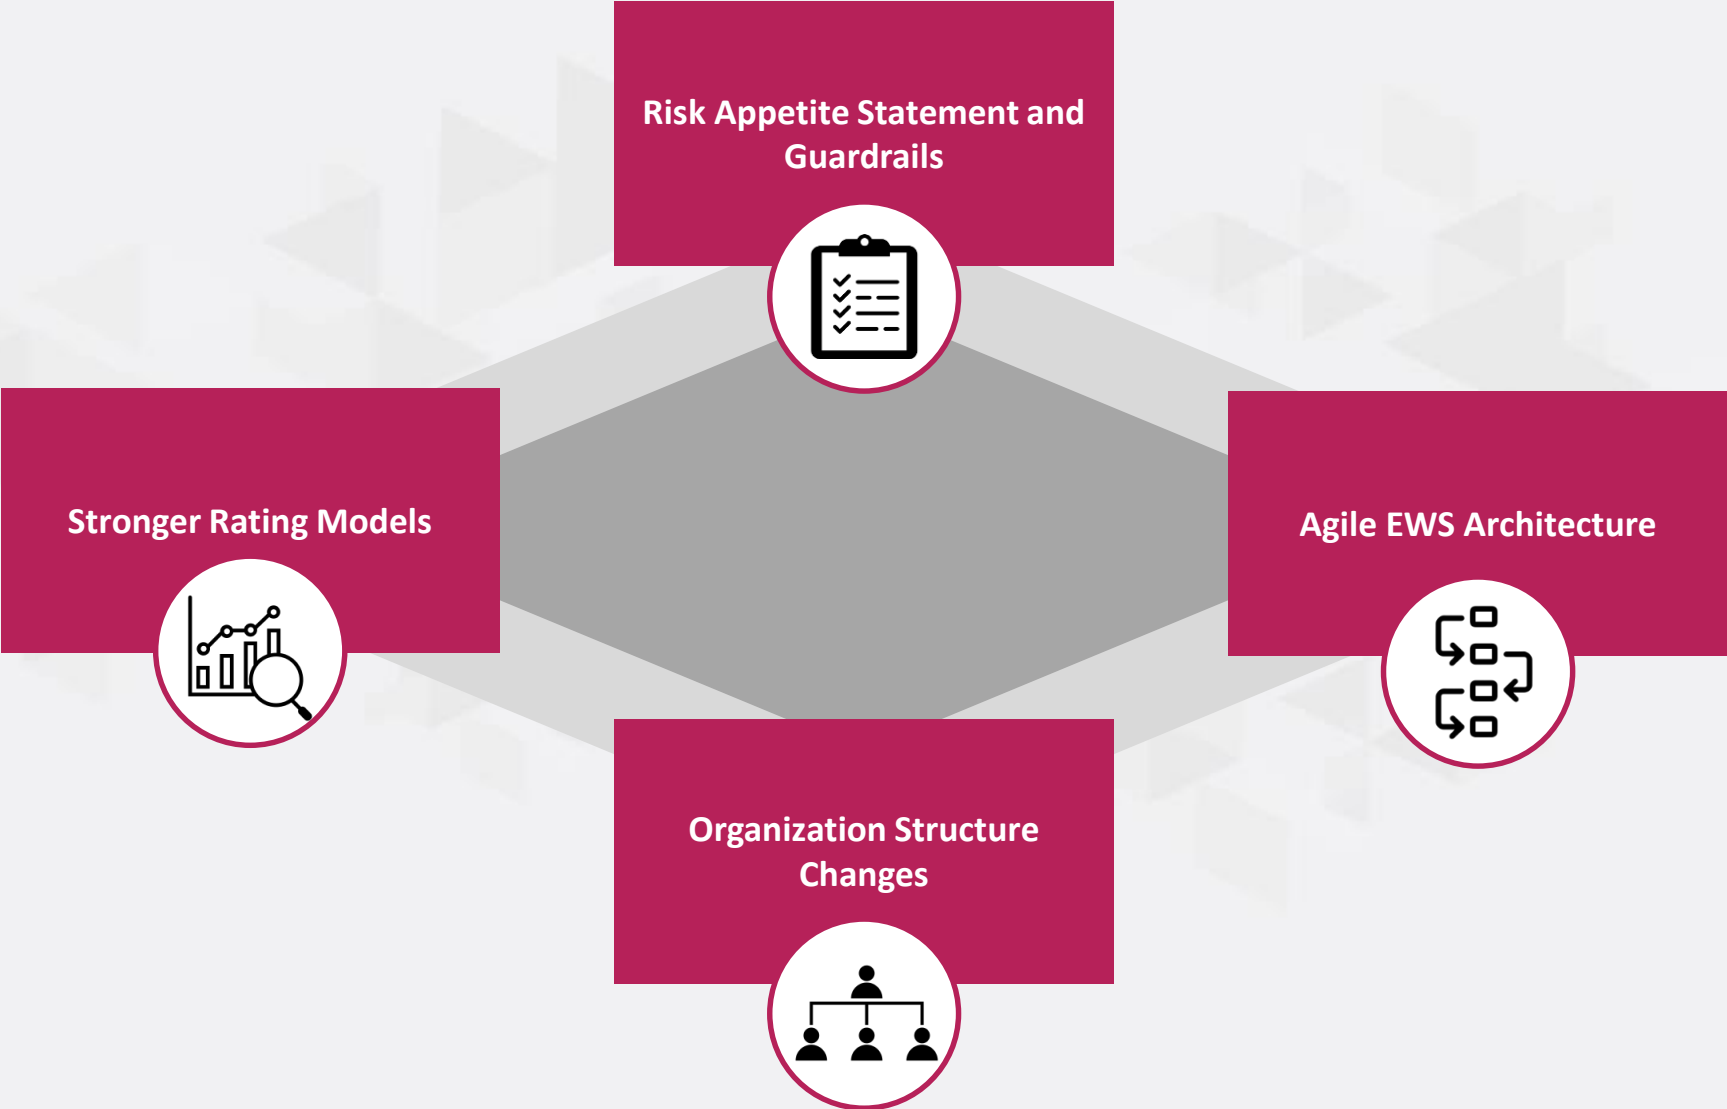 Risk Appetite Statement and
Guardrails
Stronger Rating Models
Agile EWS Architecture
Organization Structure
Changes